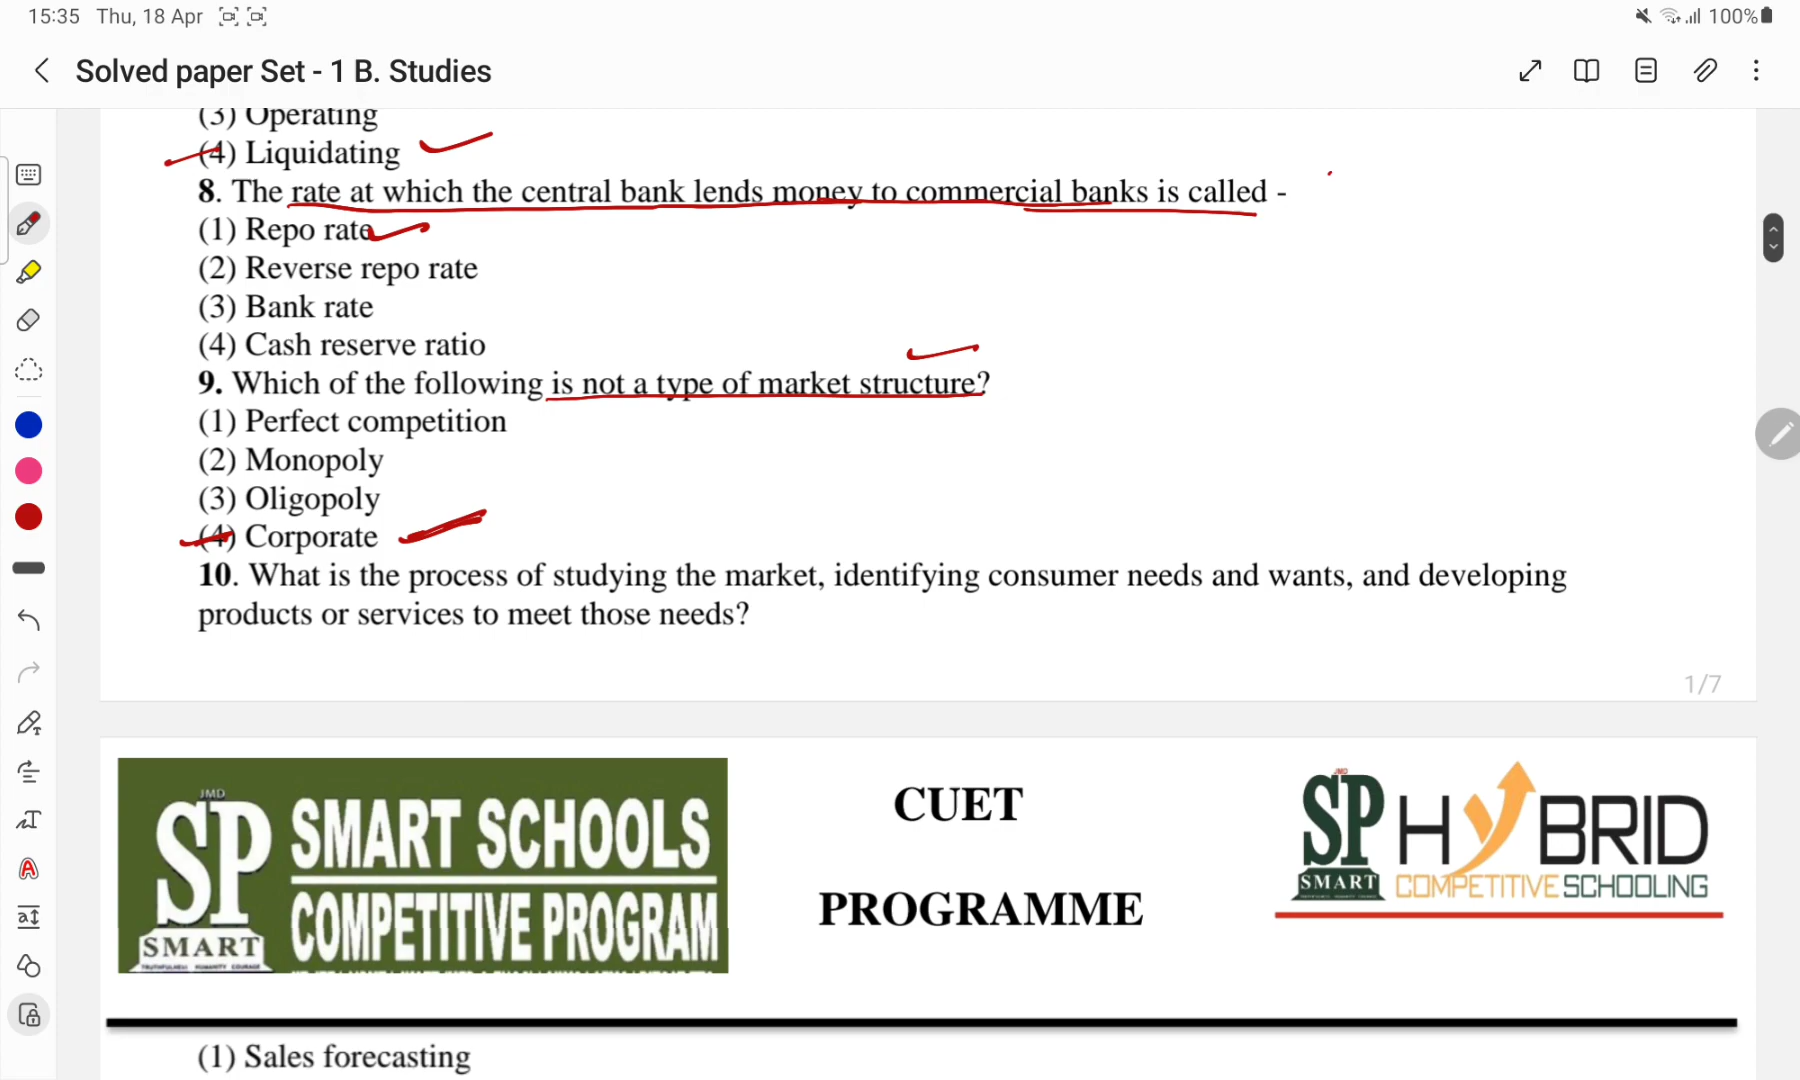 15:35 Thu, 18 Apr 100%
Solved paper Set - 1 B. Studies
(3) Operating
(4) Liquidating
8. The rate at which the central bank lends money to commercial banks is called -
(1) Repo rate
(2) Reverse repo rate
(3) Bank rate
(4) Cash reserve ratio
9. Which of the following is not a type of market structure?
(1) Perfect competition
(2) Monopoly
(3) Oligopoly
(4) Corporate
10. What is the process of studying the market, identifying consumer needs and wants, and developing
products or services to meet those needs?
1/7
JMD
SP
SMART
TRUTHFULNESS HUMANITY COURAGE
SMART SCHOOLS
COMPETITIVE PROGRAM
CUET
PROGRAMME
JMD
SP
SMART
HYBRID
COMPETITIVE SCHOOLING
(1) Sales forecasting